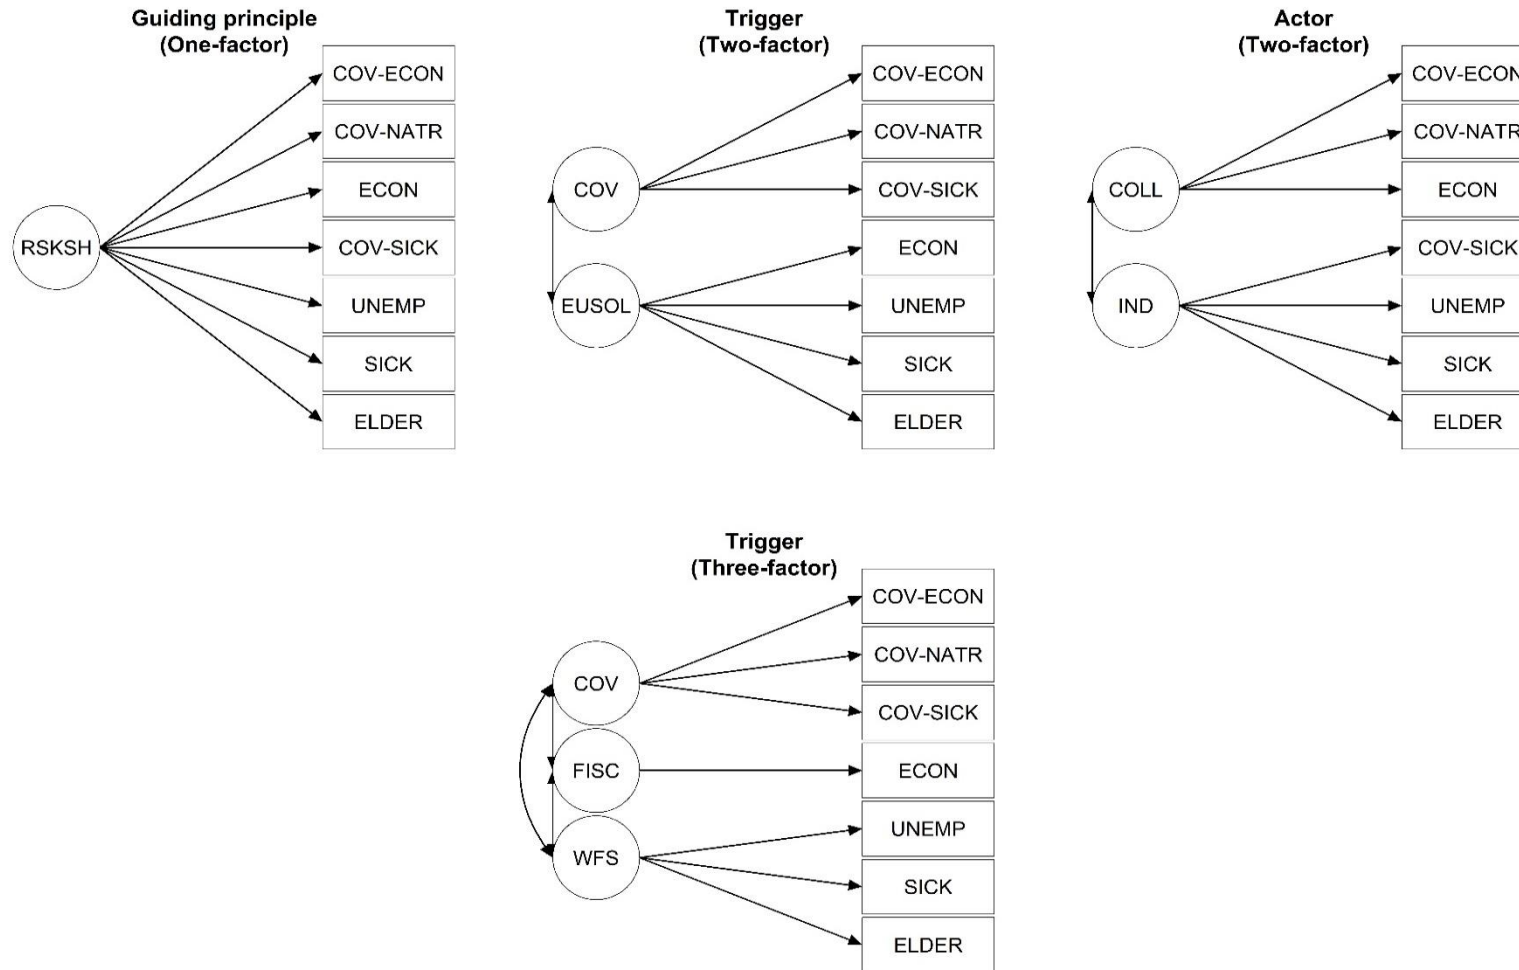 Guiding principle
(One-factor)
COV-ECON
COV-NATR
ECON
RSKSH
COV-SICK
UNEMP
SICK
ELDER
Trigger
(Two-factor)
COV-ECON
COV-NATR
COV
COV-SICK
ECON
EUSOL
UNEMP
SICK
ELDER
Actor
(Two-factor)
COV-ECON
COV-NATR
COLL
ECON
COV-SICK
IND
UNEMP
SICK
ELDER
Trigger
(Three-factor)
COV-ECON
COV-NATR
COV
COV-SICK
FISC
ECON
UNEMP
WFS
SICK
ELDER